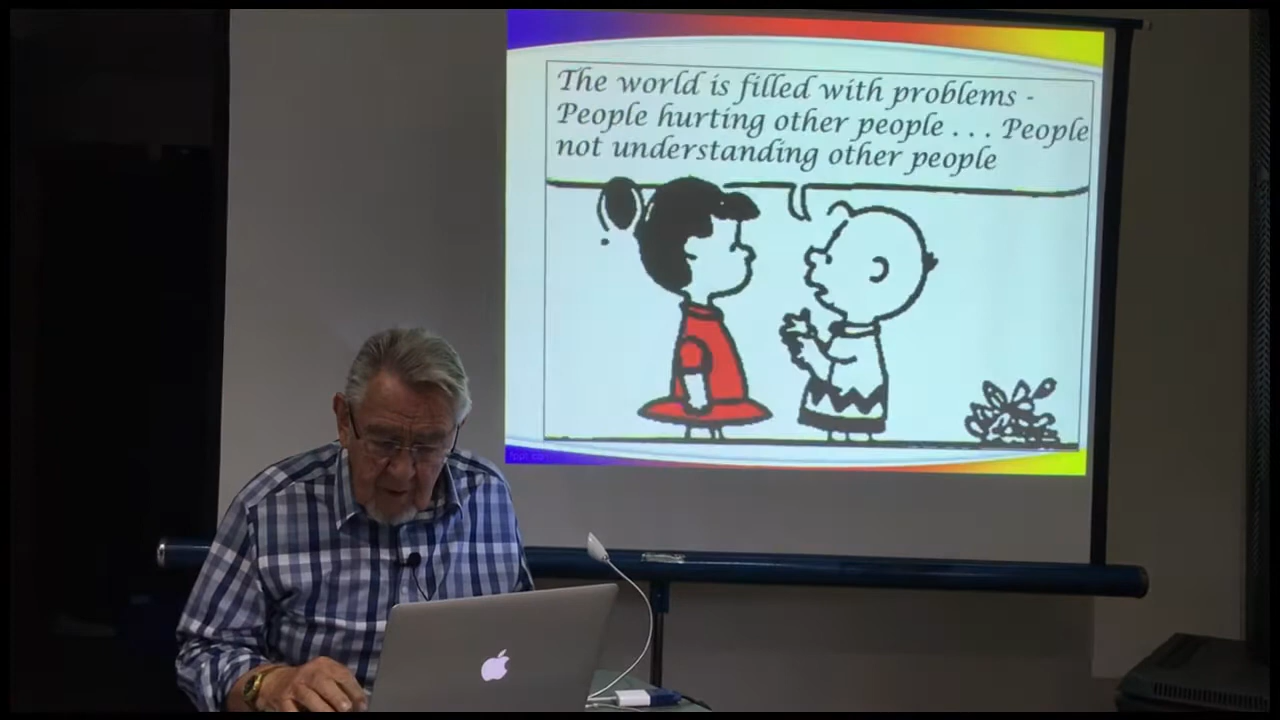 The world is filled with problems -
People hurting other people . . . People
not understanding other people